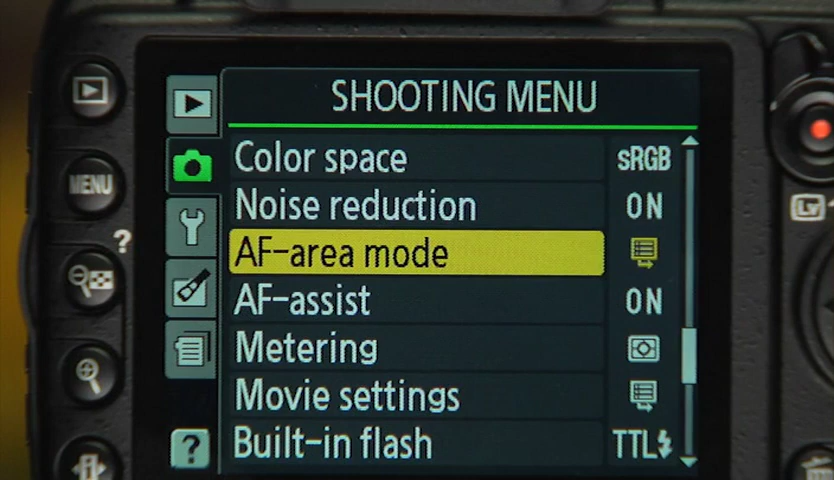 SHOOTING MENU
Color space sRGB
Noise reduction ON
AF-area mode
AF-assist ON
Metering
Movie settings
Built-in flash TTL
MENU
?
?
Lv